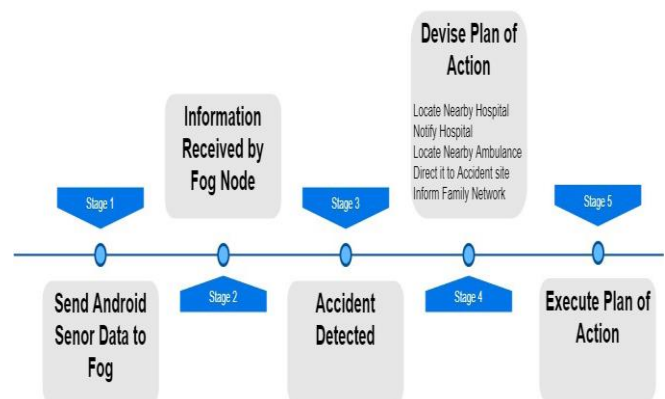 Stage 1
Send Android
Senor Data to
Fog
Information
Received by
Fog Node
Stage 2
Stage 3
Accident
Detected
Devise Plan of
Action
Locate Nearby Hospital
Notify Hospital
Locate Nearby Ambulance
Direct it to Accident site
Inform Family Network
Stage 4
Stage 5
Execute Plan of
Action